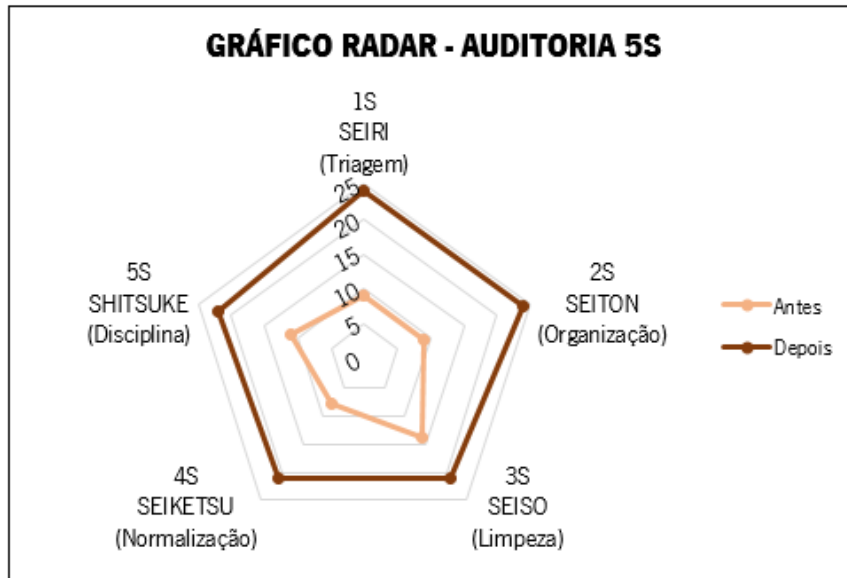 GRÁFICO RADAR - AUDITORIA 5S
1S
SEIRI
(Triagem)
25
20
15
10
5
0
2S
SEITON
(Organização)
3S
SEISO
(Limpeza)
4S
SEIKETSU
(Normalização)
5S
SHITSUKE
(Disciplina)
Antes
Depois